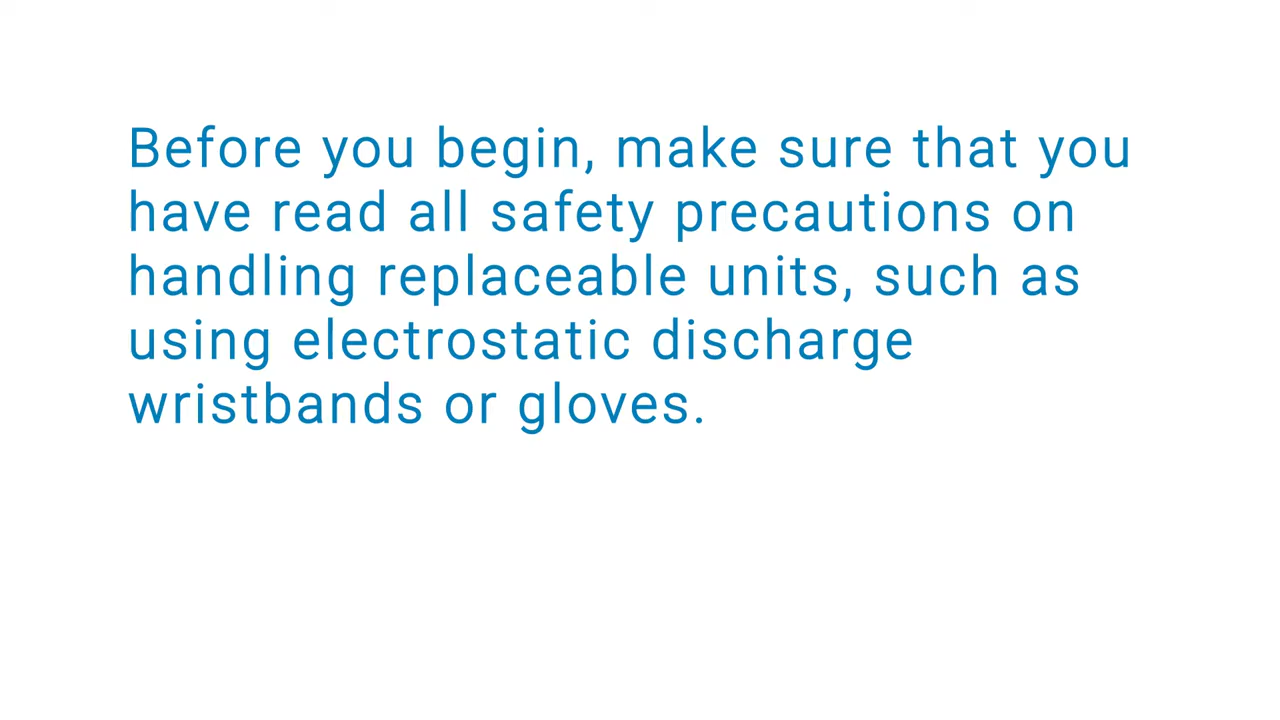 Before you begin, make sure that you
have read all safety precautions on
handling replaceable units, such as
using electrostatic discharge
wristbands or gloves.